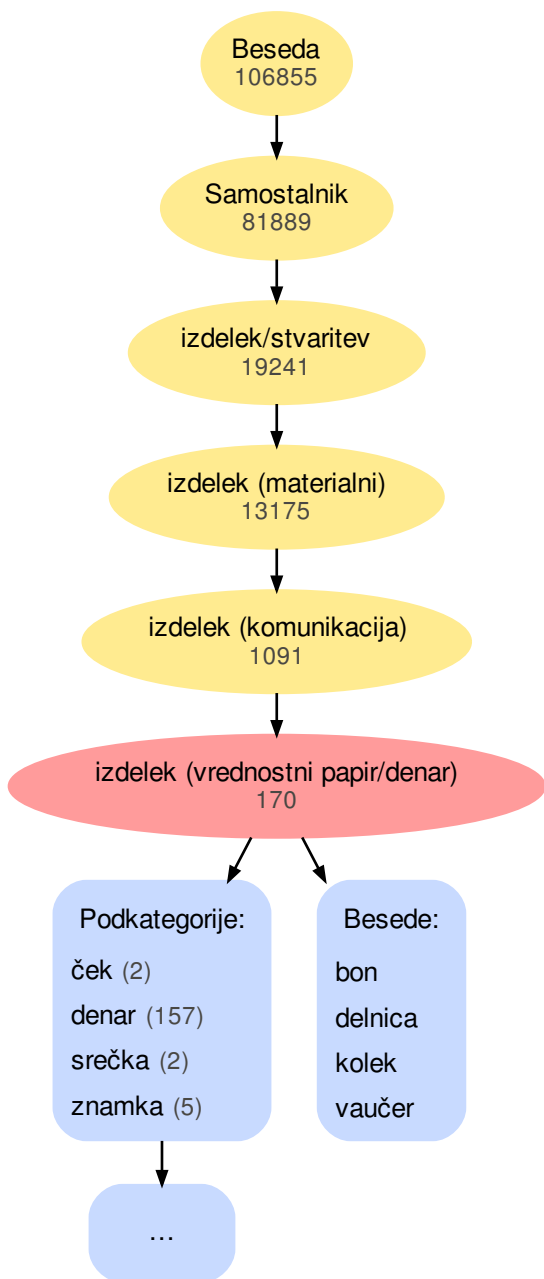 Beseda
106855
Samostalnik
81889
izdelek/stvaritev
19241
izdelek (materialni)
13175
izdelek (komunikacija)
1091
izdelek (vrednostni papir/denar)
170
Podkategorije:
ček (2)
denar (157)
srečka (2)
znamka (5)
Besede:
bon
delnica
kolek
vaučer
...